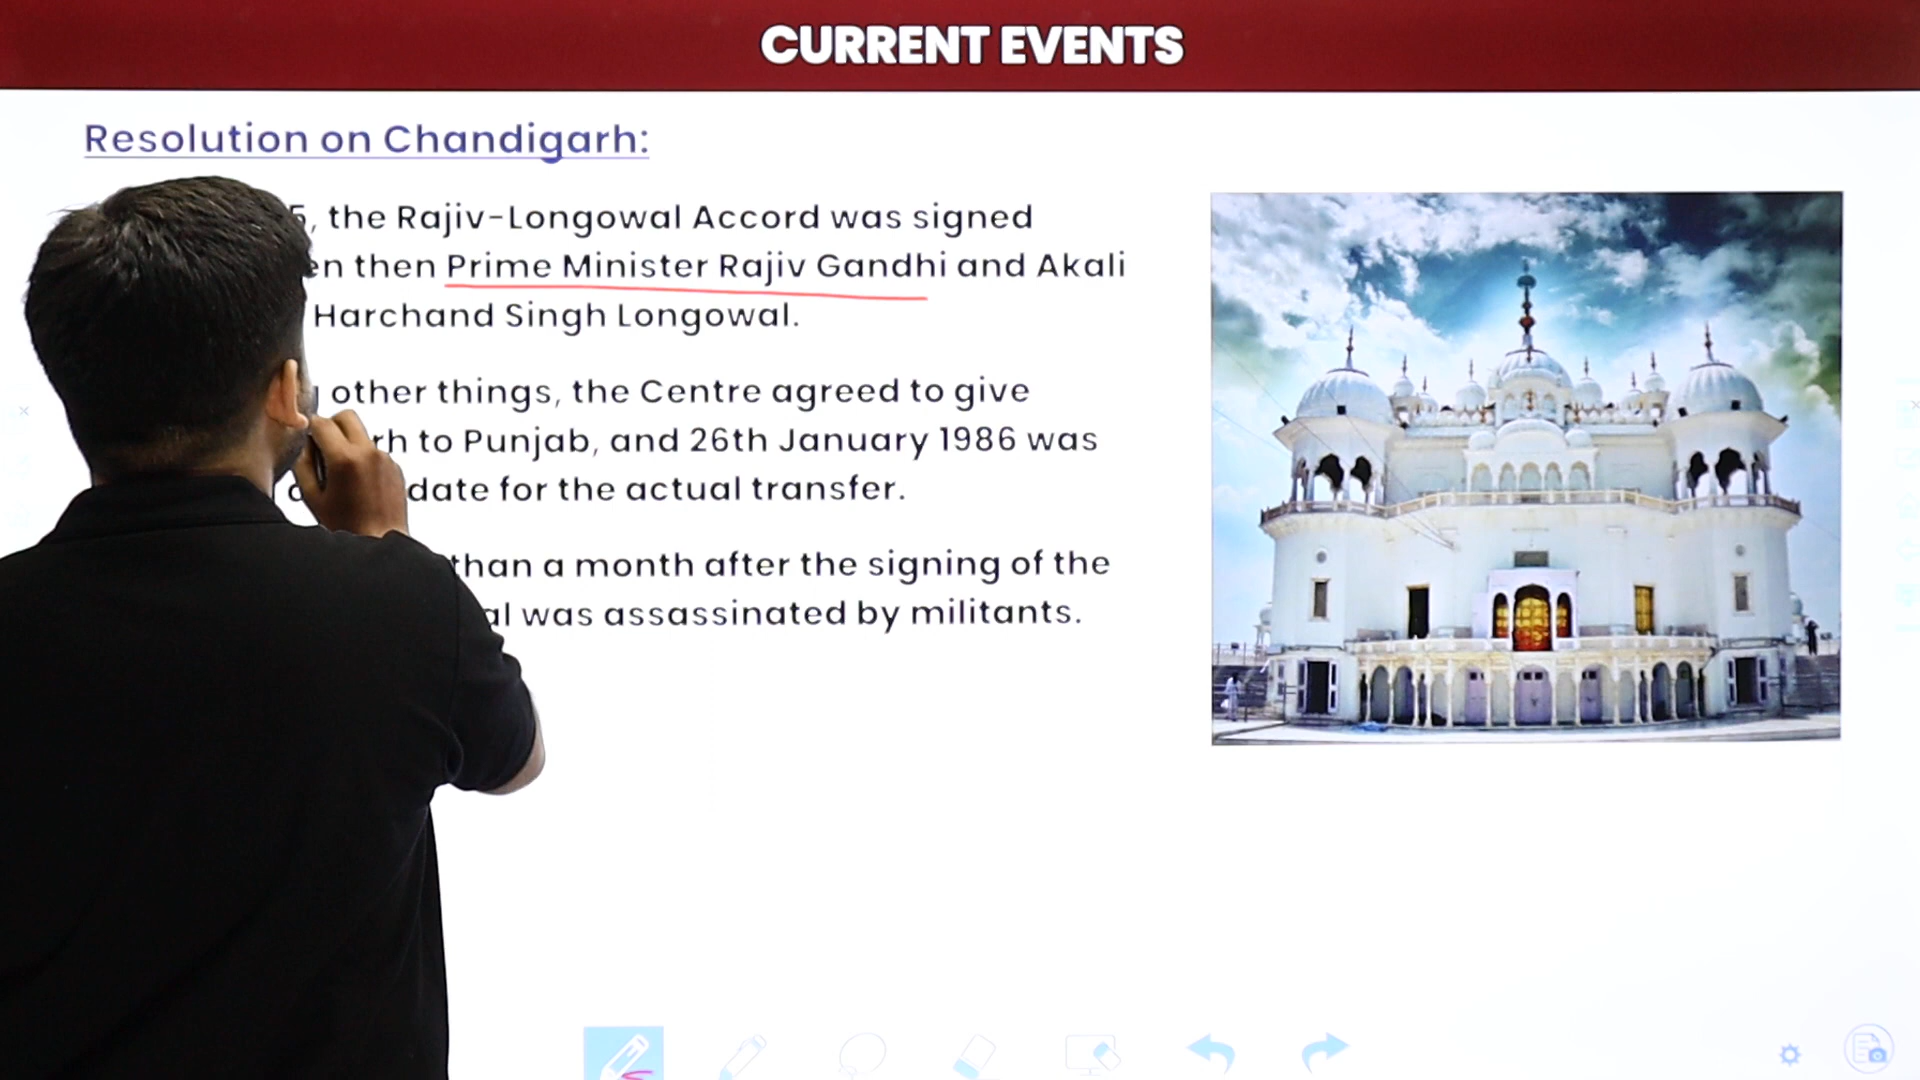 CURRENT EVENTS
Resolution on Chandigarh:
5, the Rajiv-Longowal Accord was signed
en then Prime Minister Rajiv Gandhi and Akali
Harchand Singh Longowal.
other things, the Centre agreed to give
rh to Punjab, and 26th January 1986 was
date for the actual transfer.
than a month after the signing of the
al was assassinated by militants.